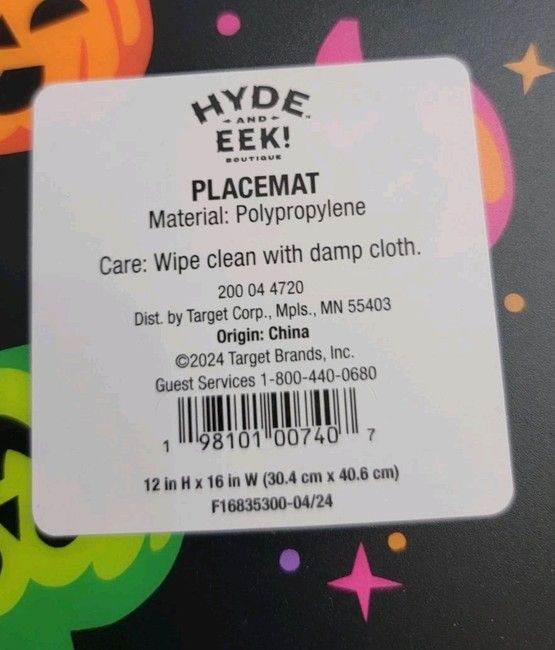 HYDE
AND
EEK!
BOUTIQUE
PLACEMAT
Material: Polypropylene
Care: Wipe clean with damp cloth.
200 04 4720
Dist. by Target Corp., Mpls., MN 55403
Origin: China
©2024 Target Brands, Inc.
Guest Services 1-800-440-0680
1 98101 00740 7
12 in H x 16 in W (30.4 cm x 40.6 cm)
F16835300-04/24